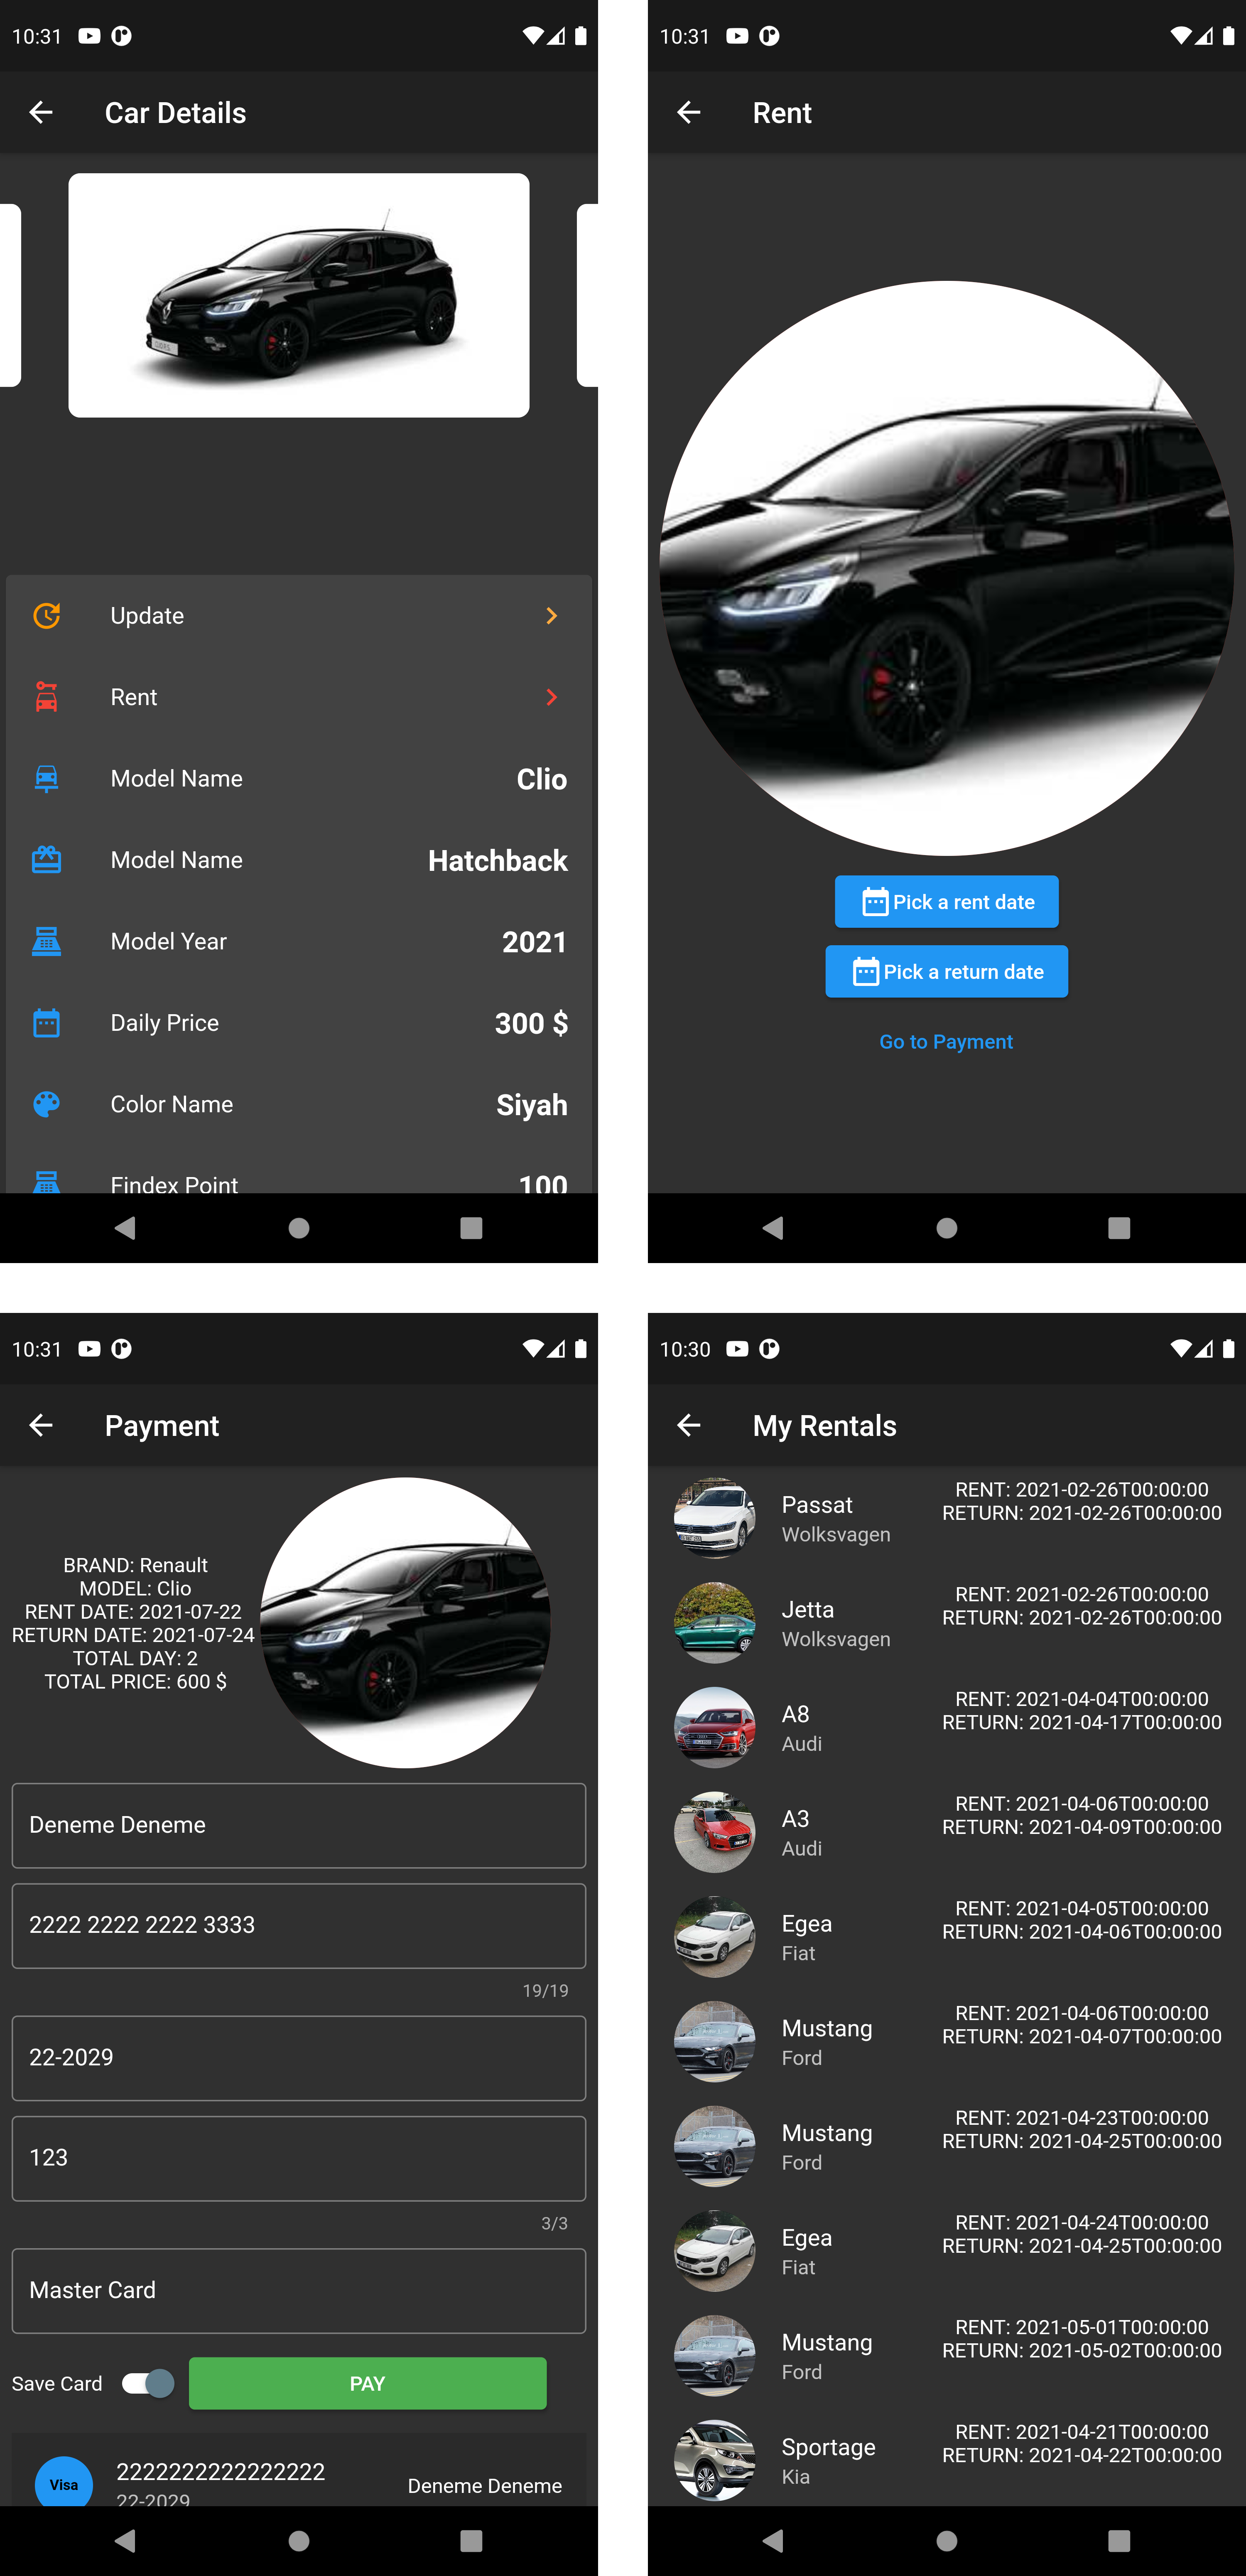 10:31
Car Details
Update
Rent
Model Name Clio
Model Name Hatchback
Model Year 2021
Daily Price 300 $
Color Name Siyah
Findex Point 100
10:31
Rent
Pick a rent date
Pick a return date
Go to Payment
10:31
Payment
BRAND: Renault
MODEL: Clio
RENT DATE: 2021-07-22
RETURN DATE: 2021-07-24
TOTAL DAY: 2
TOTAL PRICE: 600 $
Deneme Deneme
2222 2222 2222 3333
19/19
22-2029
123
3/3
Master Card
Save Card PAY
Visa 2222222222222222 Deneme Deneme
22-2029
10:30
My Rentals
Passat RENT: 2021-02-26T00:00:00
Wolksvagen RETURN: 2021-02-26T00:00:00
Jetta RENT: 2021-02-26T00:00:00
Wolksvagen RETURN: 2021-02-26T00:00:00
A8 RENT: 2021-04-04T00:00:00
Audi RETURN: 2021-04-17T00:00:00
A3 RENT: 2021-04-06T00:00:00
Audi RETURN: 2021-04-09T00:00:00
Egea RENT: 2021-04-05T00:00:00
Fiat RETURN: 2021-04-06T00:00:00
Mustang RENT: 2021-04-06T00:00:00
Ford RETURN: 2021-04-07T00:00:00
Mustang RENT: 2021-04-23T00:00:00
Ford RETURN: 2021-04-25T00:00:00
Egea RENT: 2021-04-24T00:00:00
Fiat RETURN: 2021-04-25T00:00:00
Mustang RENT: 2021-05-01T00:00:00
Ford RETURN: 2021-05-02T00:00:00
Sportage RENT: 2021-04-21T00:00:00
Kia RETURN: 2021-04-22T00:00:00